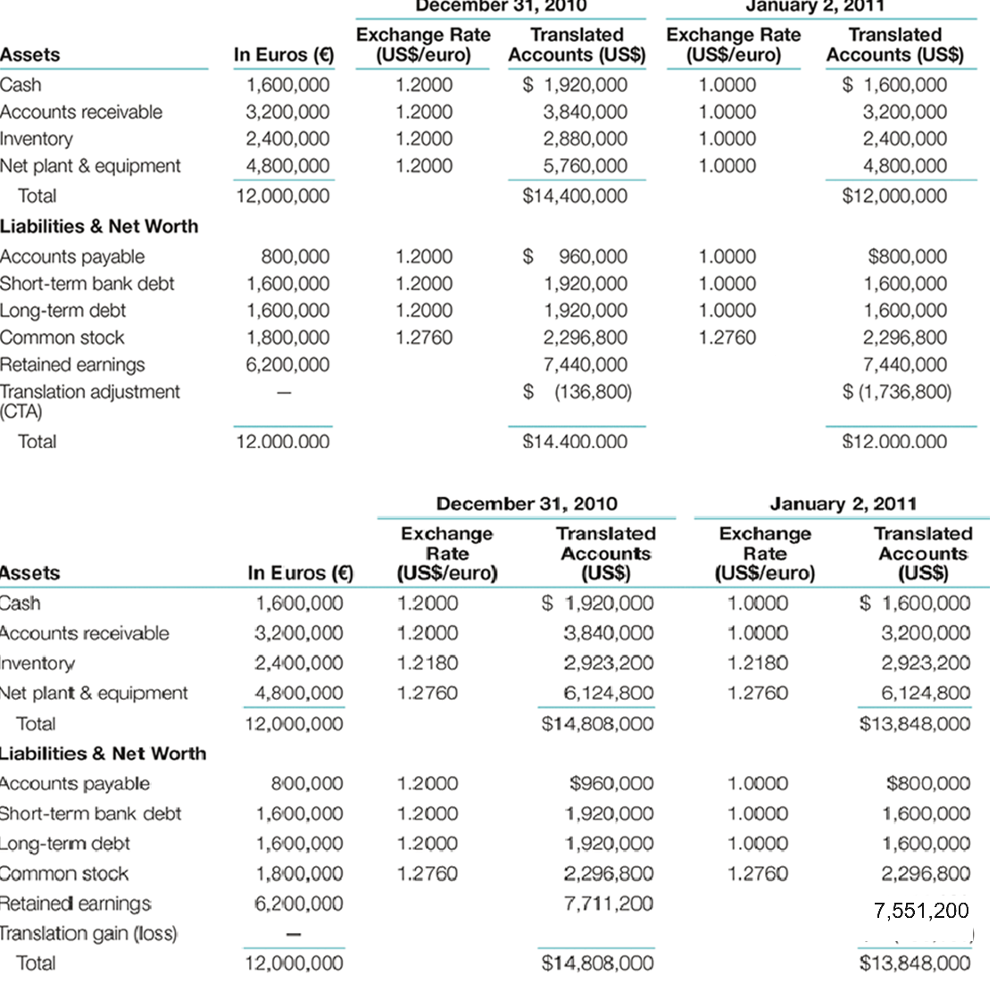 December 31, 2010 January 2, 2011
Exchange Rate Translated Exchange Rate Translated
Assets In Euros (€) (US$/euro) Accounts (US$) (US$/euro) Accounts (US$)
Cash 1,600,000 1.2000 $ 1,920,000 1.0000 $ 1,600,000
Accounts receivable 3,200,000 1.2000 3,840,000 1.0000 3,200,000
Inventory 2,400,000 1.2000 2,880,000 1.0000 2,400,000
Net plant & equipment 4,800,000 1.2000 5,760,000 1.0000 4,800,000
Total 12,000,000 $14,400,000 $12,000,000
Liabilities & Net Worth
Accounts payable 800,000 1.2000 $ 960,000 1.0000 $800,000
Short-term bank debt 1,600,000 1.2000 1,920,000 1.0000 1,600,000
Long-term debt 1,600,000 1.2000 1,920,000 1.0000 1,600,000
Common stock 1,800,000 1.2760 2,296,800 1.2760 2,296,800
Retained earnings 6,200,000 7,440,000 7,440,000
Translation adjustment — $ (136,800) $ (1,736,800)
(CTA)
Total 12.000.000 $14.400.000 $12.000.000
December 31, 2010 January 2, 2011
Exchange Translated Exchange Translated
Rate Accounts Rate Accounts
Assets In Euros (€) (US$/euro) (US$) (US$/euro) (US$)
Cash 1,600,000 1.2000 $ 1,920,000 1.0000 $ 1,600,000
Accounts receivable 3,200,000 1.2000 3,840,000 1.0000 3,200,000
Inventory 2,400,000 1.2180 2,923,200 1.2180 2,923,200
Net plant & equipment 4,800,000 1.2760 6,124,800 1.2760 6,124,800
Total 12,000,000 $14,808,000 $13,848,000
Liabilities & Net Worth
Accounts payable 800,000 1.2000 $960,000 1.0000 $800,000
Short-term bank debt 1,600,000 1.2000 1,920,000 1.0000 1,600,000
Long-term debt 1,600,000 1.2000 1,920,000 1.0000 1,600,000
Common stock 1,800,000 1.2760 2,296,800 1.2760 2,296,800
Retained earnings 6,200,000 7,711,200 7,551,200
Translation gain (loss) —
Total 12,000,000 $14,808,000 $13,848,000